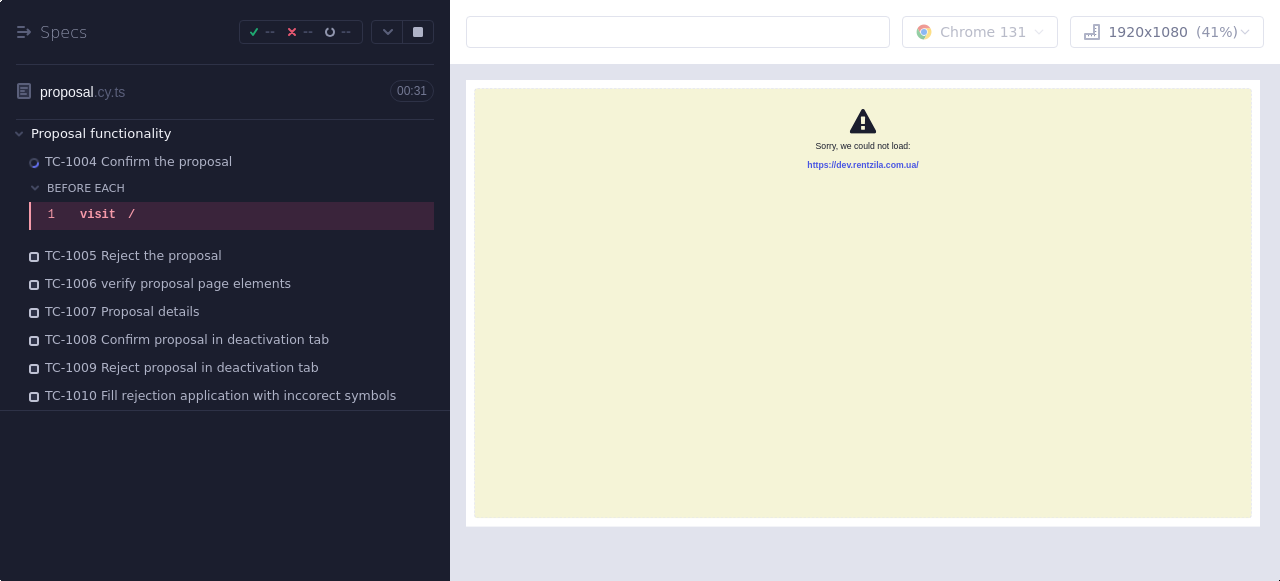 Specs
--
--
--
proposal.cy.ts
00:31
Proposal functionality
TC-1004 Confirm the proposal
BEFORE EACH
1 visit /
TC-1005 Reject the proposal
TC-1006 verify proposal page elements
TC-1007 Proposal details
TC-1008 Confirm proposal in deactivation tab
TC-1009 Reject proposal in deactivation tab
TC-1010 Fill rejection application with inccorect symbols
Chrome 131
1920x1080 (41%)
Sorry, we could not load:
https://dev.rentzila.com.ua/